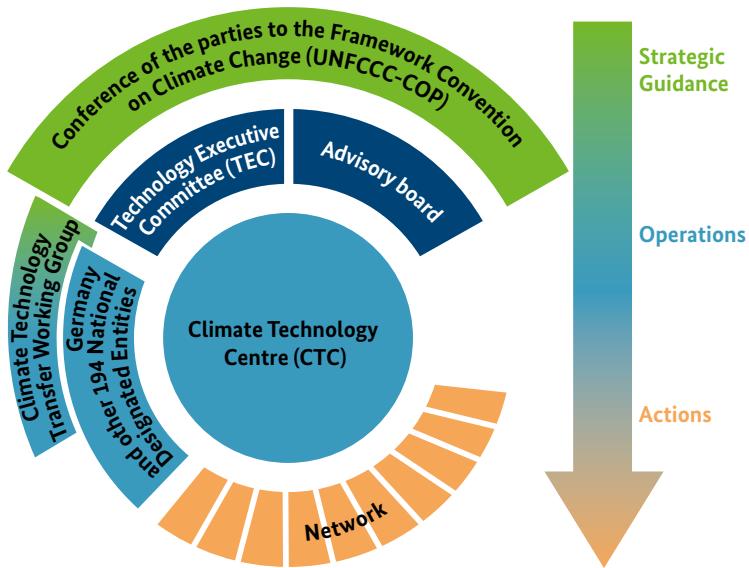 Conference of the parties to the Framework Convention
on Climate Change (UNFCCC-COP)
Technology Executive
Committee (TEC)
Advisory board
Climate Technology
Transfer Working Group
Germany
and other 194 National
Designated Entities
Climate Technology
Centre (CTC)
Network
Strategic
Guidance
Operations
Actions